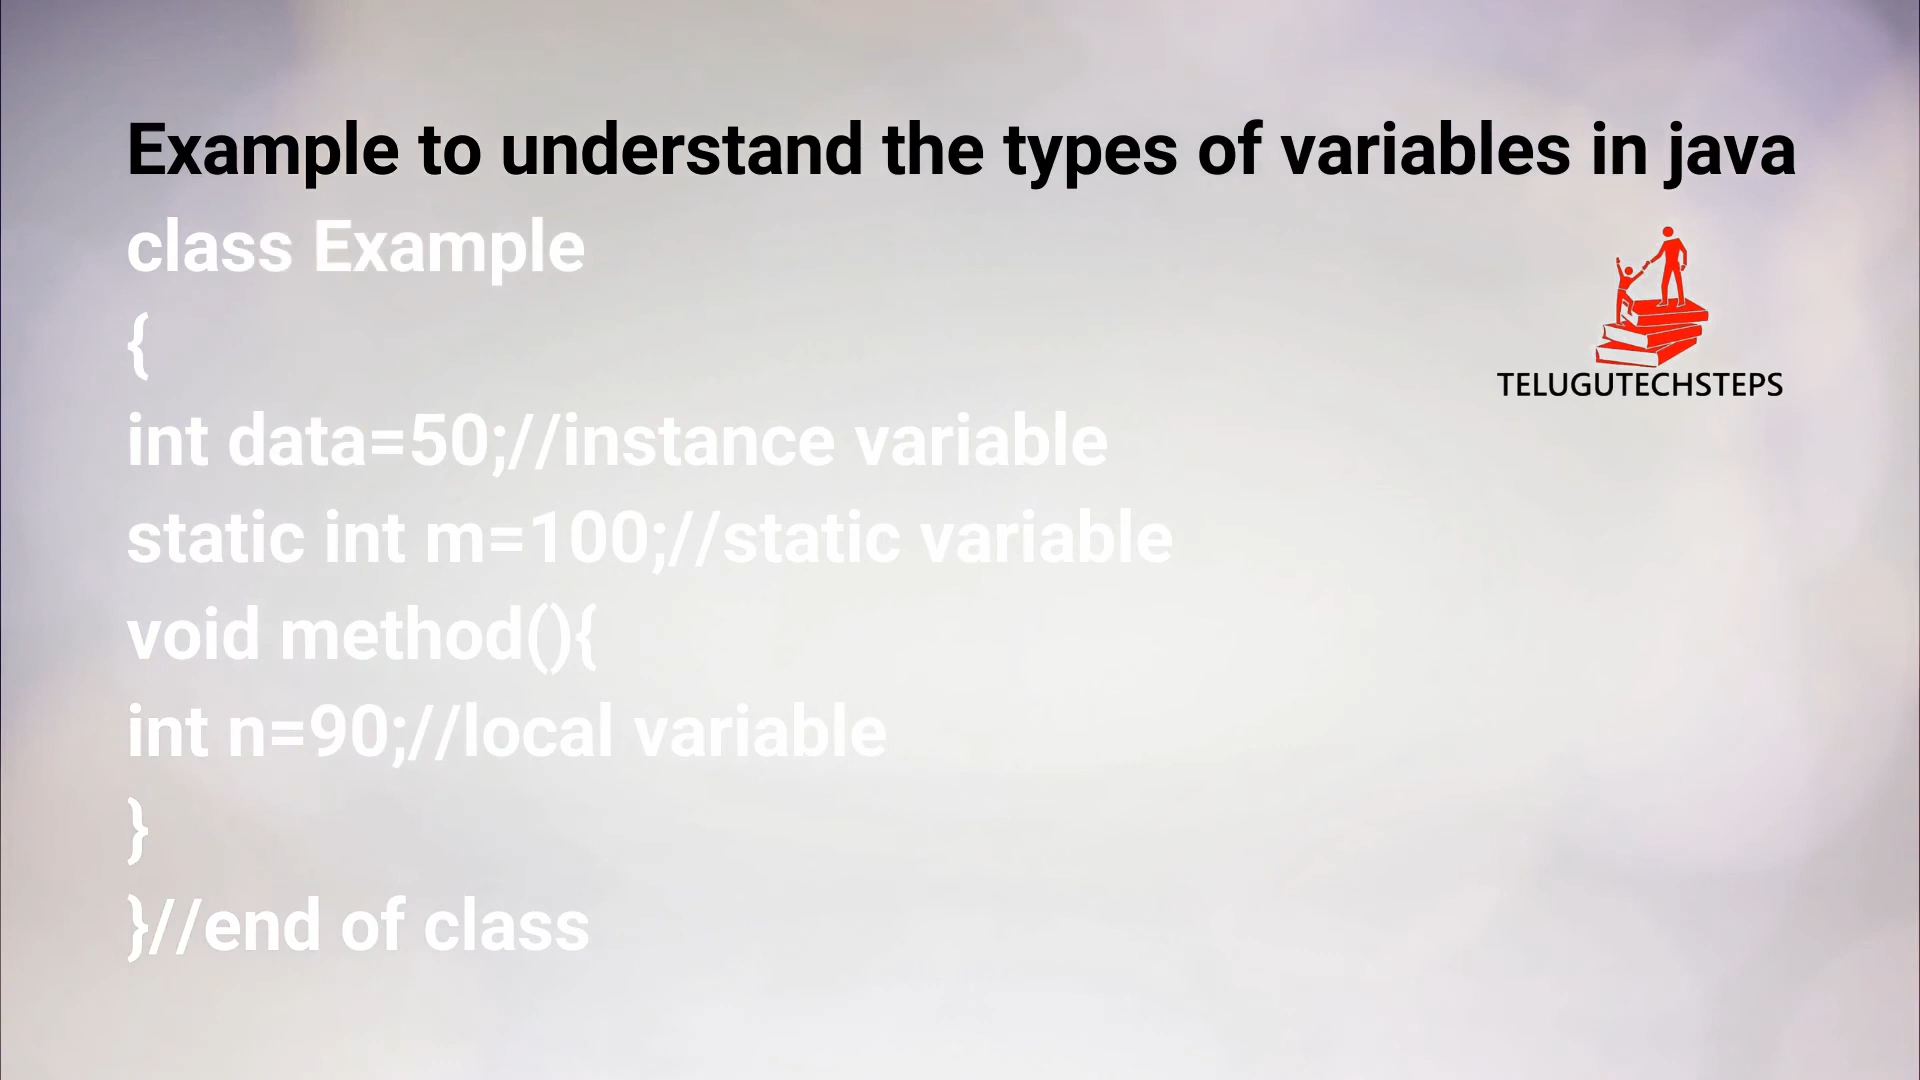 Example to understand the types of variables in java
class Example
{
int data=50;//instance variable
static int m=100;//static variable
void method(){
int n=90;//local variable
}
}//end of class
TELUGUTECHSTEPS